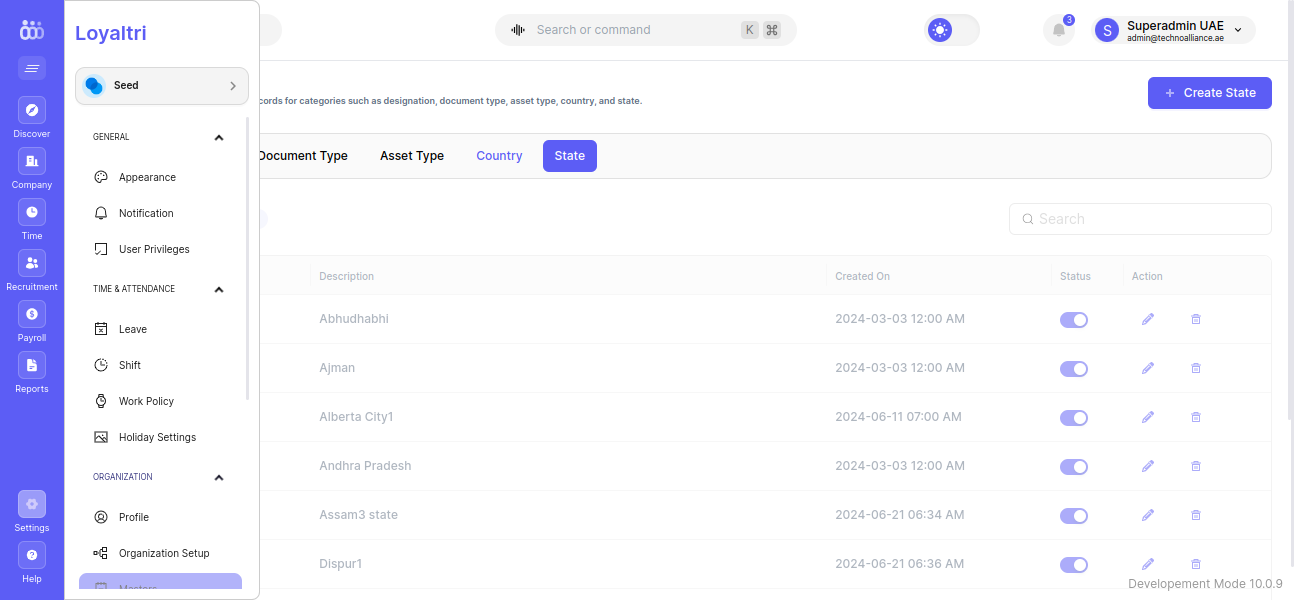 Loyaltri
Search or command
K ⌘
3
S
Superadmin UAE
admin@technoalliance.ae
Seed
Discover
Company
Time
Recruitment
Payroll
Reports
Settings
Help
GENERAL
Appearance
Notification
User Privileges
TIME & ATTENDANCE
Leave
Shift
Work Policy
Holiday Settings
ORGANIZATION
Profile
Organization Setup
Masters
for categories such as designation, document type, asset type, country, and state.
+ Create State
Document Type Asset Type Country State
Search
Description Created On Status Action
Abhudhabhi 2024-03-03 12:00 AM
Ajman 2024-03-03 12:00 AM
Alberta City1 2024-06-11 07:00 AM
Andhra Pradesh 2024-03-03 12:00 AM
Assam3 state 2024-06-21 06:34 AM
Dispur1 2024-06-21 06:36 AM
Developement Mode 10.0.9